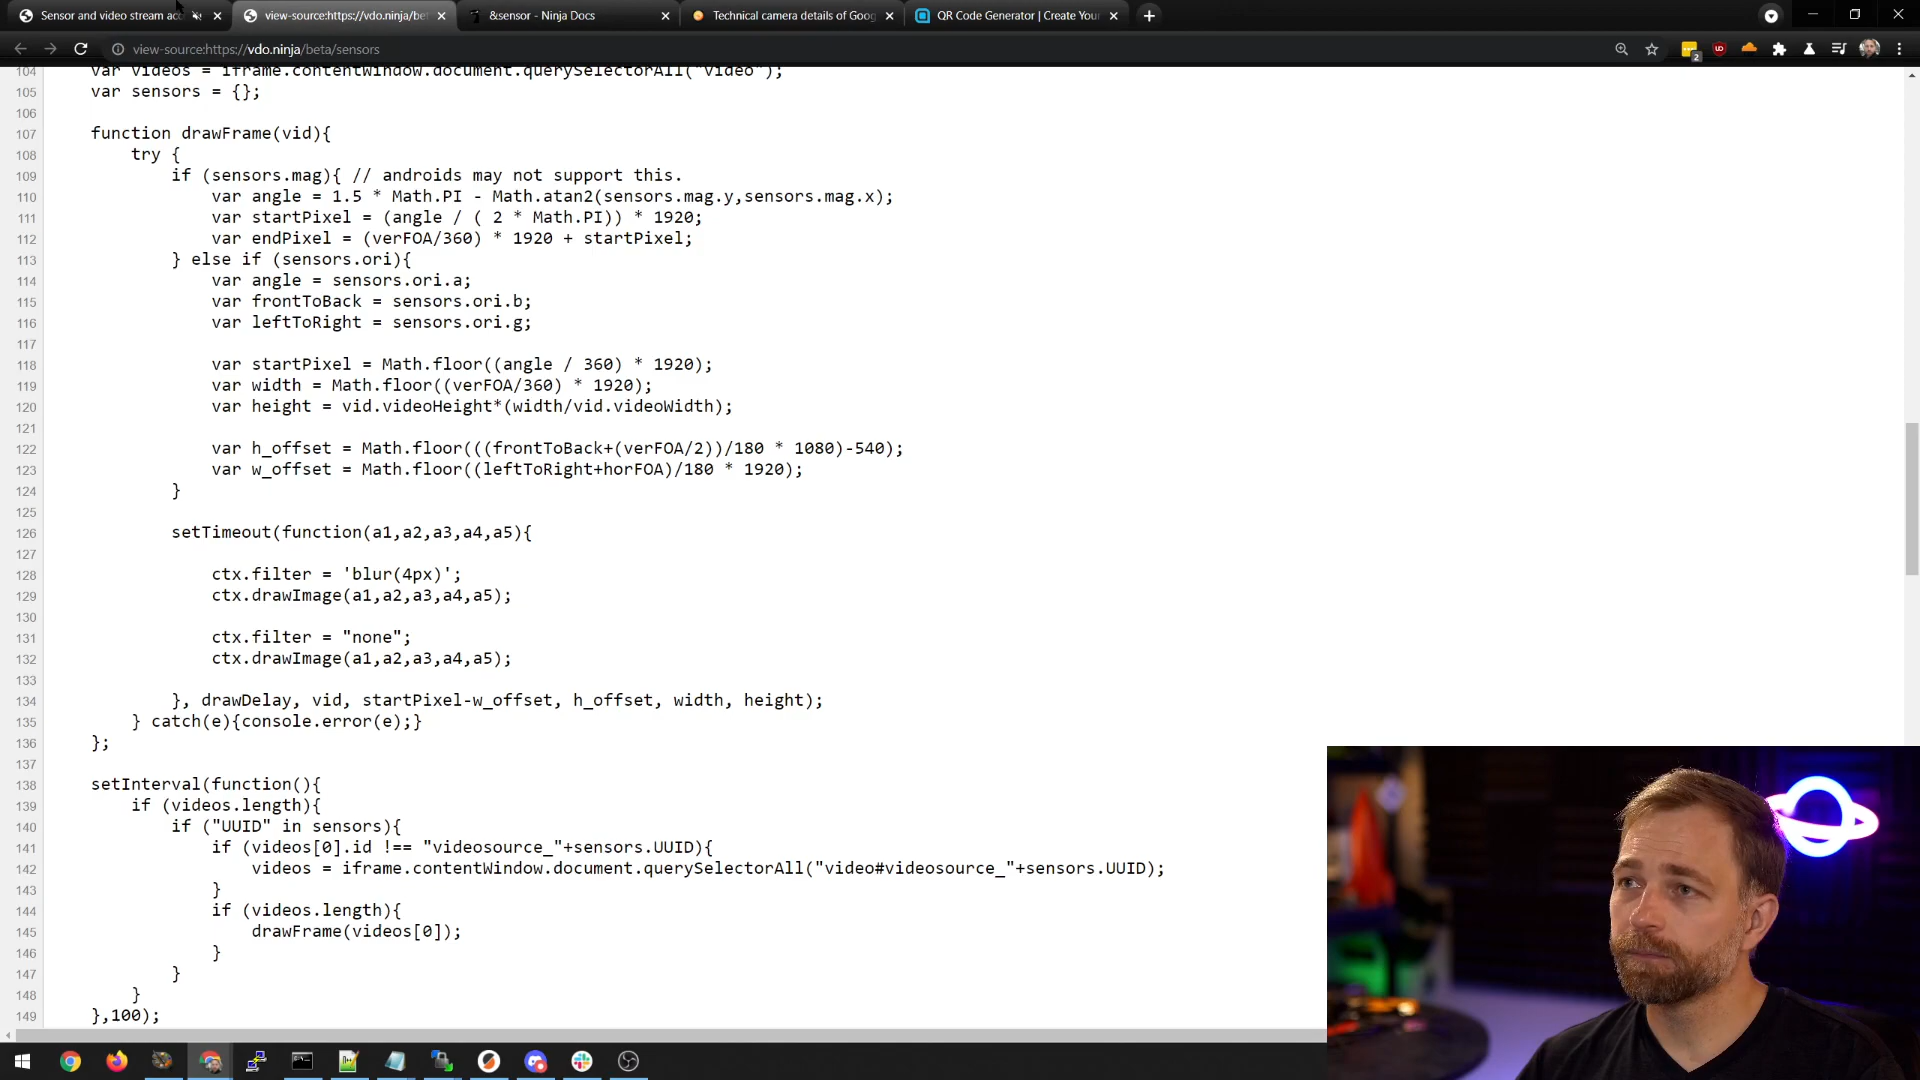 Sensor and video stream acc
view-source:https://vdo.ninja/bet
&sensor - Ninja Docs
Technical camera details of Goog
QR Code Generator | Create Your
view-source:https://vdo.ninja/beta/sensors
2
104 var videos = iframe.contentWindow.document.querySelectorAll("video");
105 var sensors = {};
106
107 function drawFrame(vid){
108 try {
109 if (sensors.mag){ // androids may not support this.
110 var angle = 1.5 * Math.PI - Math.atan2(sensors.mag.y,sensors.mag.x);
111 var startPixel = (angle / ( 2 * Math.PI)) * 1920;
112 var endPixel = (verFOA/360) * 1920 + startPixel;
113 } else if (sensors.ori){
114 var angle = sensors.ori.a;
115 var frontToBack = sensors.ori.b;
116 var leftToRight = sensors.ori.g;
117
118 var startPixel = Math.floor((angle / 360) * 1920);
119 var width = Math.floor((verFOA/360) * 1920);
120 var height = vid.videoHeight*(width/vid.videoWidth);
121
122 var h_offset = Math.floor(((frontToBack+(verFOA/2))/180 * 1080)-540);
123 var w_offset = Math.floor((leftToRight+horFOA)/180 * 1920);
124 }
125
126 setTimeout(function(a1,a2,a3,a4,a5){
127
128 ctx.filter = 'blur(4px)';
129 ctx.drawImage(a1,a2,a3,a4,a5);
130
131 ctx.filter = "none";
132 ctx.drawImage(a1,a2,a3,a4,a5);
133
134 }, drawDelay, vid, startPixel-w_offset, h_offset, width, height);
135 } catch(e){console.error(e);}
136 };
137
138 setInterval(function(){
139 if (videos.length){
140 if ("UUID" in sensors){
141 if (videos[0].id !== "videosource_"+sensors.UUID){
142 videos = iframe.contentWindow.document.querySelectorAll("video#videosource_"+sensors.UUID);
143 }
144 if (videos.length){
145 drawFrame(videos[0]);
146 }
147 }
148 }
149 },100);